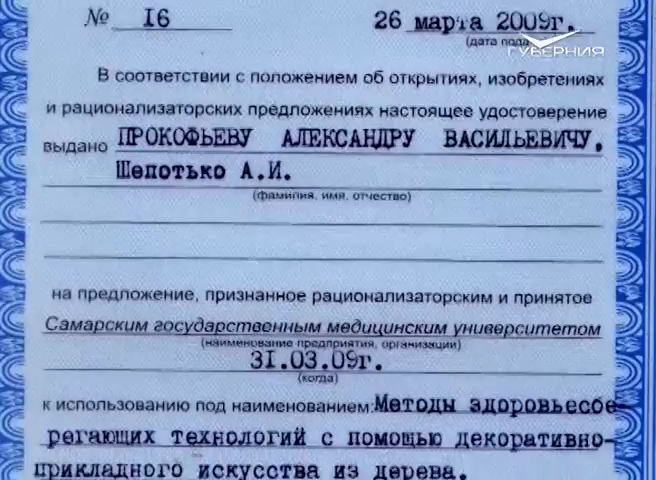 № 16 26 марта 2009г.
ГУБЕРНИЯ
(дата пода
В соответствии с положением об открытиях, изобретениях
и рационализаторских предложениях настоящее удостоверение
выдано ПРОКОФЬЕВУ АЛЕКСАНДРУ ВАСИЛЬЕВИЧУ,
Шепотько А.И.
(фамилия, имя, отчество)
на предложение, признанное рационализаторским и принятое
Самарским государственным медицинским университетом
(наименование предприятия, организации)
31.03.09г.
(когда)
к использованию под наименованием: Методы здоровьесбе-
регающих технологий с помощью декоративно-
прикладного искусства из дерева.